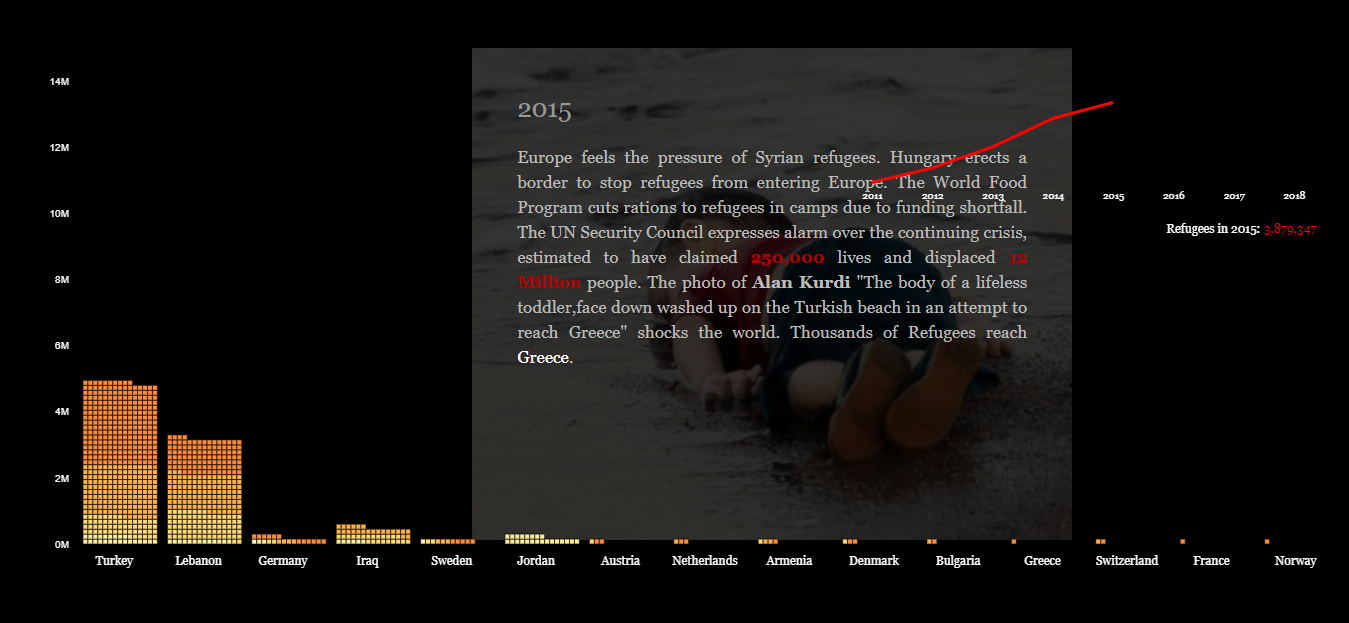 14M
12M
10M
8M
6M
4M
2M
0M
2015
Europe feels the pressure of Syrian refugees. Hungary erects a
border to stop refugees from entering Europe. The World Food
Program cuts rations to refugees in camps due to funding shortfall.
The UN Security Council expresses alarm over the continuing crisis,
estimated to have claimed 250,000 lives and displaced 12
Million people. The photo of Alan Kurdi "The body of a lifeless
toddler,face down washed up on the Turkish beach in an attempt to
reach Greece" shocks the world. Thousands of Refugees reach
Greece.
2011 2012 2013 2014 2015 2016 2017 2018
Refugees in 2015: 3,879,347
Turkey Lebanon Germany Iraq Sweden Jordan Austria Netherlands Armenia Denmark Bulgaria Greece Switzerland France Norway